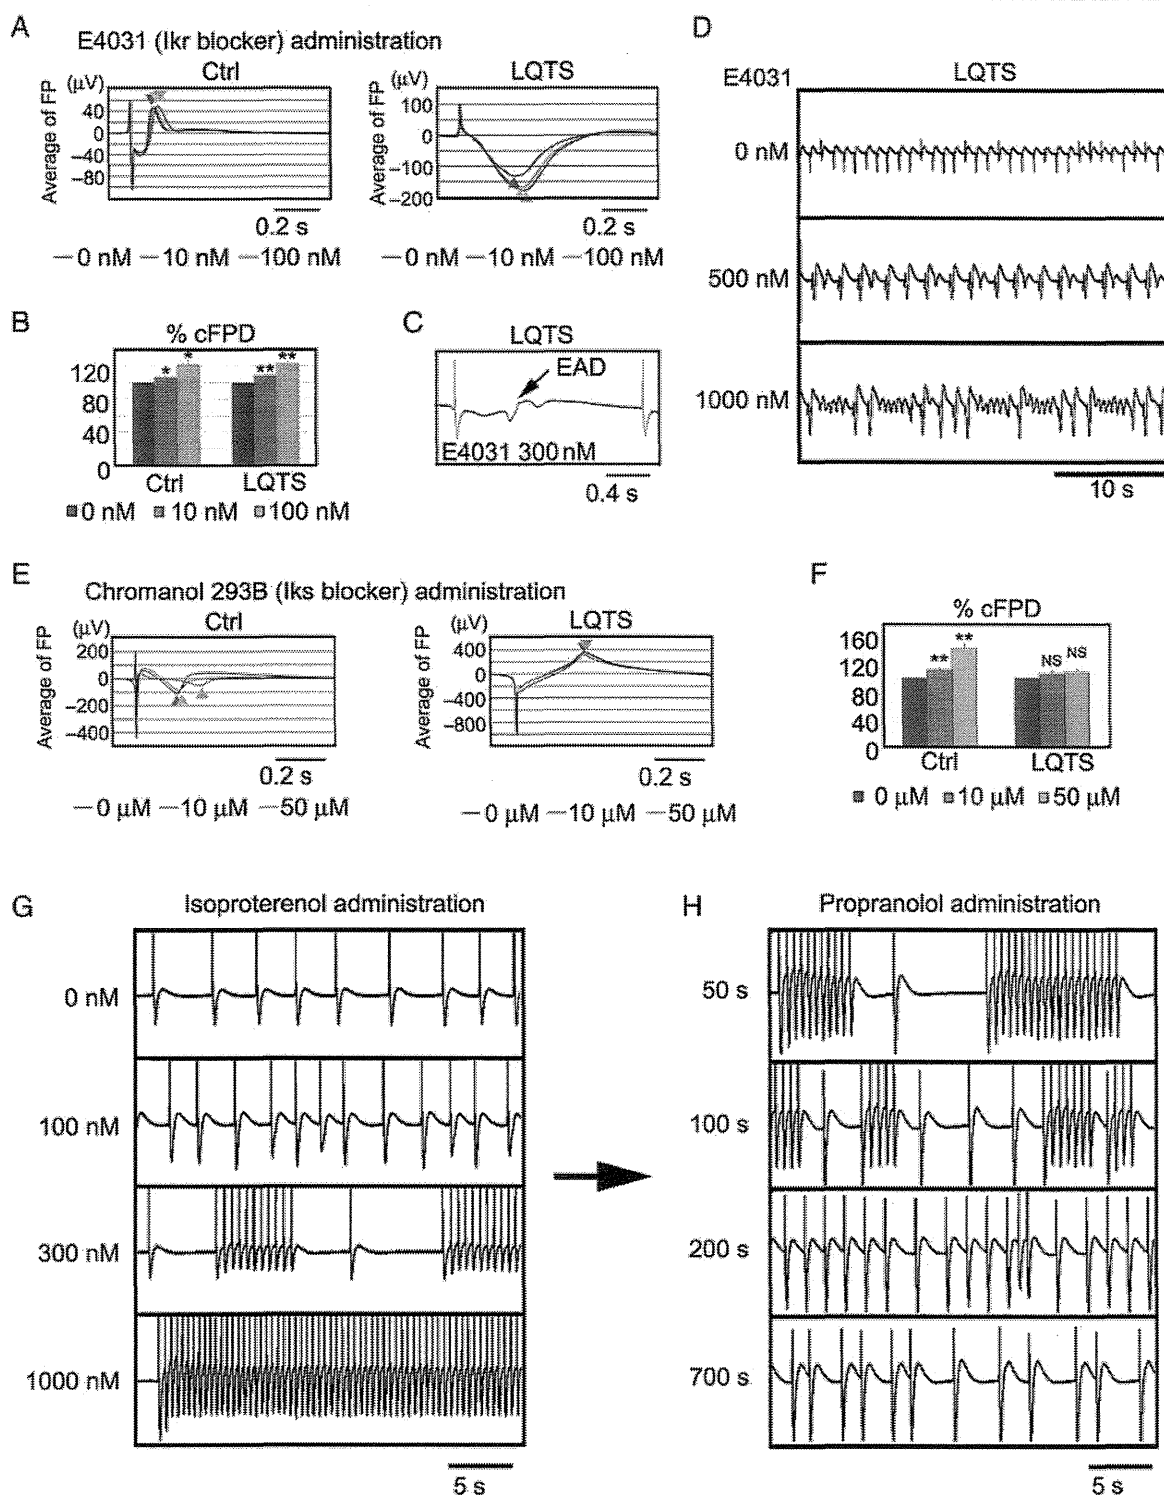 A
E4031 (Ikr blocker) administration
Ctrl
Average of FP
(μV)
40
0
−40
−80
0.2 s
0 nM 10 nM 100 nM
LQTS
Average of FP
(μV)
100
0
−100
−200
0.2 s
0 nM 10 nM 100 nM
B
% cFPD
120
80
40
0
* * ** **
Ctrl LQTS
0 nM 10 nM 100 nM
C
LQTS
EAD
E4031 300 nM
0.4 s
D
E4031 LQTS
0 nM
500 nM
1000 nM
10 s
E
Chromanol 293B (Iks blocker) administration
Ctrl
Average of FP
(μV)
200
0
−200
−400
0.2 s
0 μM 10 μM 50 μM
LQTS
Average of FP
(μV)
400
0
−400
−800
0.2 s
0 μM 10 μM 50 μM
F
% cFPD
160
120
80
40
0
** ** NS NS
Ctrl LQTS
0 μM 10 μM 50 μM
G
Isoproterenol administration
0 nM
100 nM
300 nM
1000 nM
5 s
H
Propranolol administration
50 s
100 s
200 s
700 s
5 s